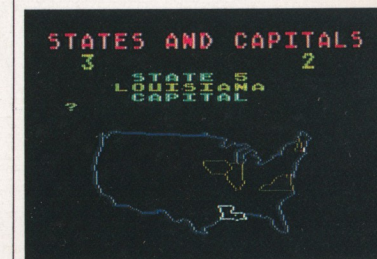 STATES AND CAPITALS
3 2
STATE 5
LOUISIANA
CAPITAL
?